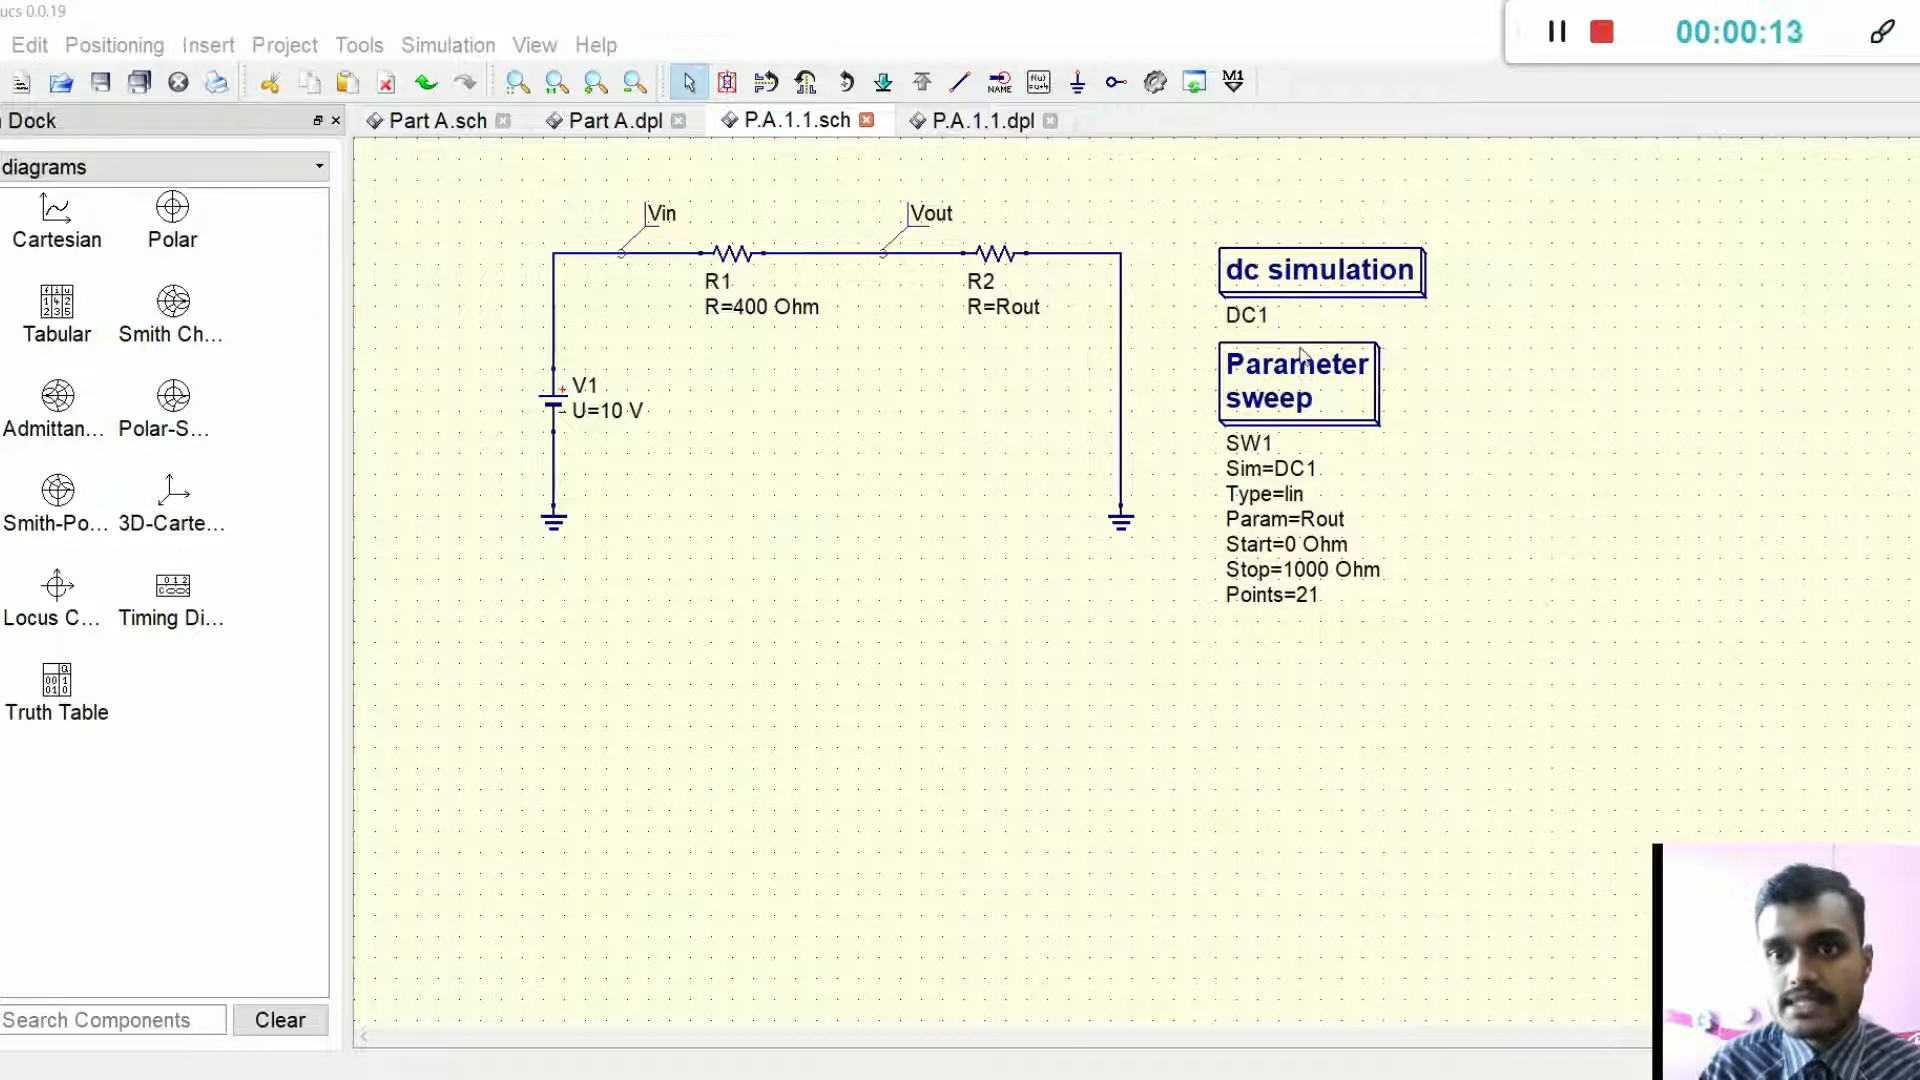 ucs 0.0.19
00:00:13
Edit Positioning Insert Project Tools Simulation View Help
NAME
M1
Dock
Part A.sch
Part A.dpl
P.A.1.1.sch
P.A.1.1.dpl
diagrams
Cartesian
Polar
Tabular
Smith Ch...
Admittan...
Polar-S...
Smith-Po...
3D-Carte...
Locus C...
Timing Di...
Truth Table
Search Components
Clear
Vin
Vout
R1
R=400 Ohm
R2
R=Rout
V1
U=10 V
dc simulation
DC1
Parameter
sweep
SW1
Sim=DC1
Type=lin
Param=Rout
Start=0 Ohm
Stop=1000 Ohm
Points=21